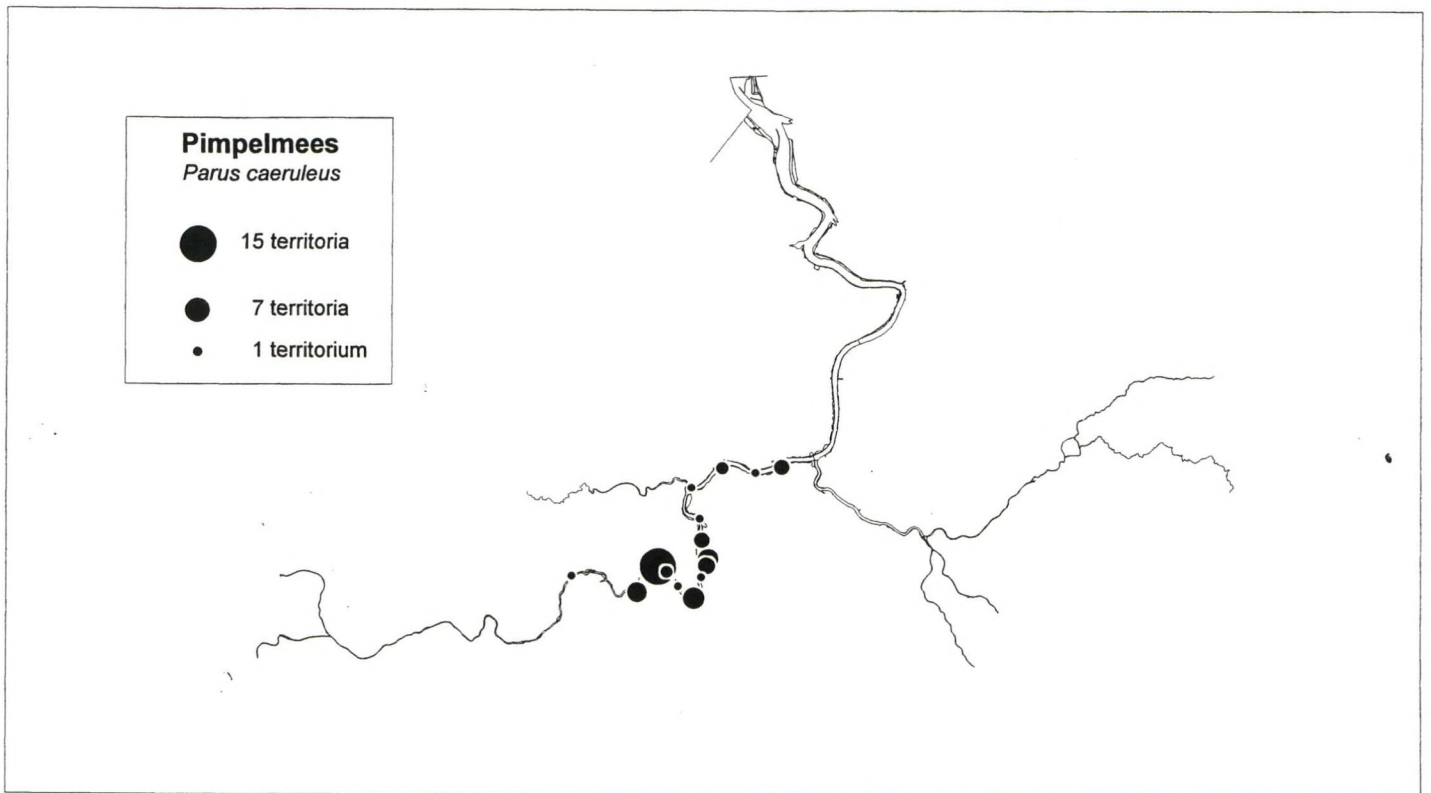 Pimpelmees
Parus caeruleus
15 territoria
7 territoria
1 territorium